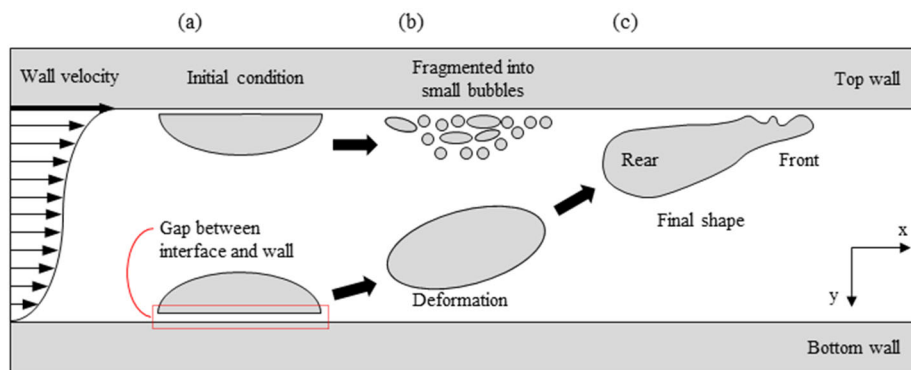 (a)
(b)
(c)
Wall velocity
Initial condition
Fragmented into
small bubbles
Top wall
Rear
Front
Final shape
Gap between
interface and wall
Deformation
x
y
Bottom wall